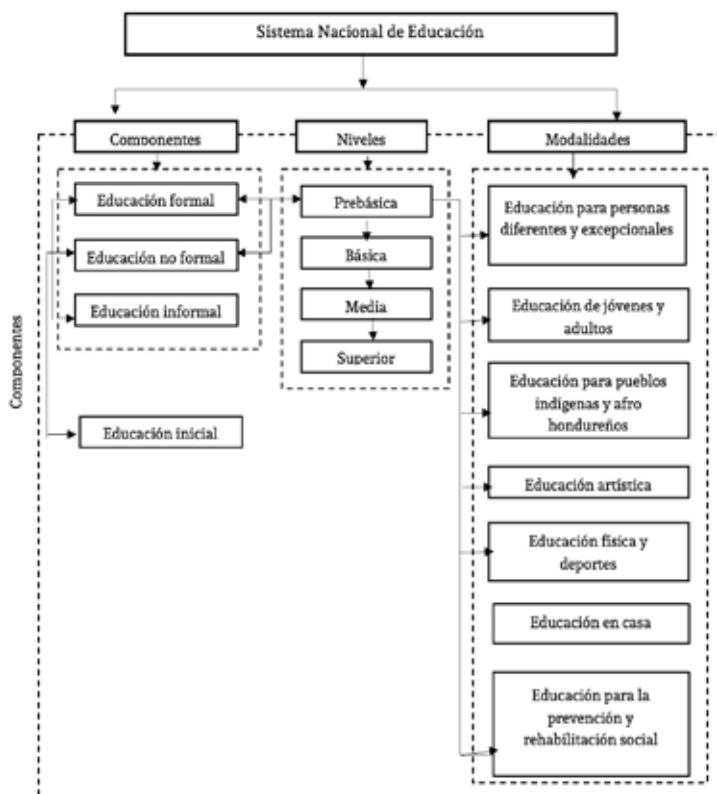 Sistema Nacional de Educación
Componentes
Niveles
Modalidades
Educación formal
Educación no formal
Educación informal
Educación inicial
Prebásica
Básica
Media
Superior
Educación para personas
diferentes y excepcionales
Educación de jóvenes y
adultos
Educación para pueblos
indígenas y afro
hondureños
Educación artística
Educación física y
deportes
Educación en casa
Educación para la
prevención y
rehabilitación social
Componentes